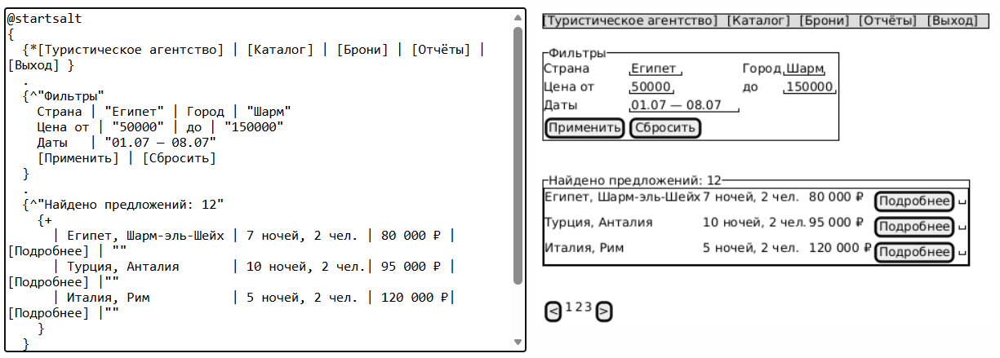 @startsalt
{
{*[Туристическое агентство] | [Каталог] | [Брони] | [Отчёты] |
[Выход] }
.
{^"Фильтры"
Страна | "Египет" | Город | "Шарм"
Цена от | "50000" | до | "150000"
Даты | "01.07 — 08.07"
[Применить] | [Сбросить]
}
.
{^"Найдено предложений: 12"
{+
| Египет, Шарм-эль-Шейх | 7 ночей, 2 чел. | 80 000 ₽ |
[Подробнее] | ""
| Турция, Анталия | 10 ночей, 2 чел.| 95 000 ₽ |
[Подробнее] |""
| Италия, Рим | 5 ночей, 2 чел. | 120 000 ₽|
[Подробнее] |""
}
}
[Туристическое агентство] [Каталог] [Брони] [Отчёты] [Выход]
Фильтры
Страна Египет Город Шарм
Цена от 50000 до 150000
Даты 01.07 — 08.07
Применить Сбросить
Найдено предложений: 12
Египет, Шарм-эль-Шейх 7 ночей, 2 чел. 80 000 ₽ Подробнее
Турция, Анталия 10 ночей, 2 чел. 95 000 ₽ Подробнее
Италия, Рим 5 ночей, 2 чел. 120 000 ₽ Подробнее
< 1 2 3 >